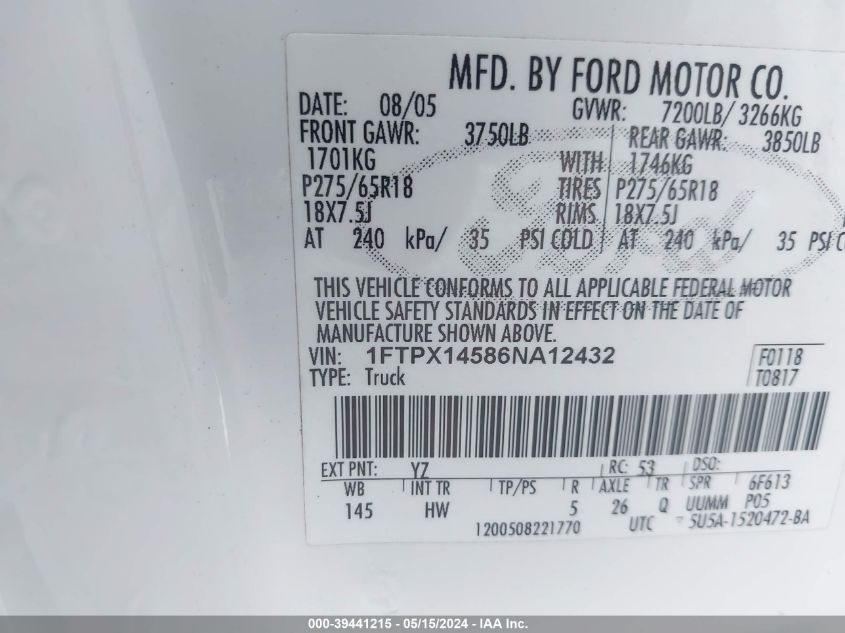 MFD. BY FORD MOTOR CO.
DATE: 08/05 GVWR: 7200LB/ 3266KG
FRONT GAWR: 3750LB REAR GAWR: 3850LB
1701KG WITH 1746KG
P275/65R18 TIRES P275/65R18
18X7.5J RIMS 18X7.5J
AT 240 kPa/ 35 PSI COLD AT 240 kPa/ 35 PSI C
Ford
THIS VEHICLE CONFORMS TO ALL APPLICABLE FEDERAL MOTOR
VEHICLE SAFETY STANDARDS IN EFFECT ON THE DATE OF
MANUFACTURE SHOWN ABOVE.
VIN: 1FTPX14586NA12432 F0118
TYPE: Truck T0817
EXT PNT: YZ RC: 53 DSO:
WB INT TR TP/PS R AXLE TR SPR 6F613
145 HW 5 26 Q UUMM P05
1200508221770 UTC 5U5A-1520472-BA
000-39441215 - 05/15/2024 - IAA Inc.